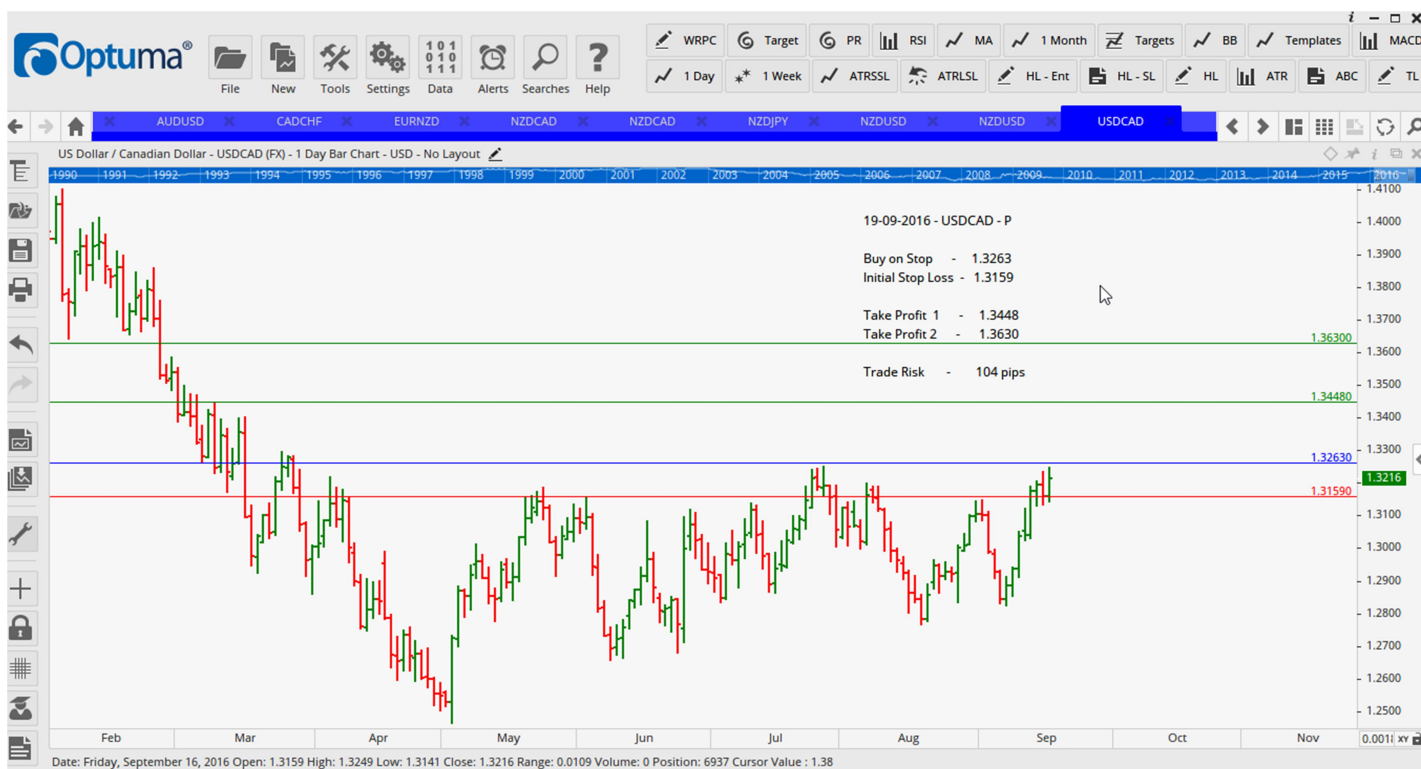 Optuma®
File
New
Tools
Settings
101
010
111
Data
Alerts
Searches
?
Help
WRPC
Target
PR
RSI
MA
1 Month
Targets
BB
Templates
MACD
1 Day
1 Week
ATRSSL
ATRLSL
HL - Ent
HL - SL
HL
ATR
ABC
TL
AUDUSD
CADCHF
EURNZD
NZDCAD
NZDCAD
NZDJPY
NZDUSD
NZDUSD
USDCAD
US Dollar / Canadian Dollar - USDCAD (FX) - 1 Day Bar Chart - USD - No Layout
1990 1991 1992 1993 1994 1995 1996 1997 1998 1999 2000 2001 2002 2003 2004 2005 2006 2007 2008 2009 2010 2011 2012 2013 2014 2015 2016
19-09-2016 - USDCAD - P
Buy on Stop - 1.3263
Initial Stop Loss - 1.3159
Take Profit 1 - 1.3448
Take Profit 2 - 1.3630
Trade Risk - 104 pips
1.36300
1.34480
1.32630
1.31590
1.4100
1.4000
1.3900
1.3800
1.3700
1.3600
1.3500
1.3400
1.3300
1.3216
1.3100
1.3000
1.2900
1.2800
1.2700
1.2600
1.2500
Feb Mar Apr May Jun Jul Aug Sep Oct Nov
XY
Date: Friday, September 16, 2016 Open: 1.3159 High: 1.3249 Low: 1.3141 Close: 1.3216 Range: 0.0109 Volume: 0 Position: 6937 Cursor Value : 1.38